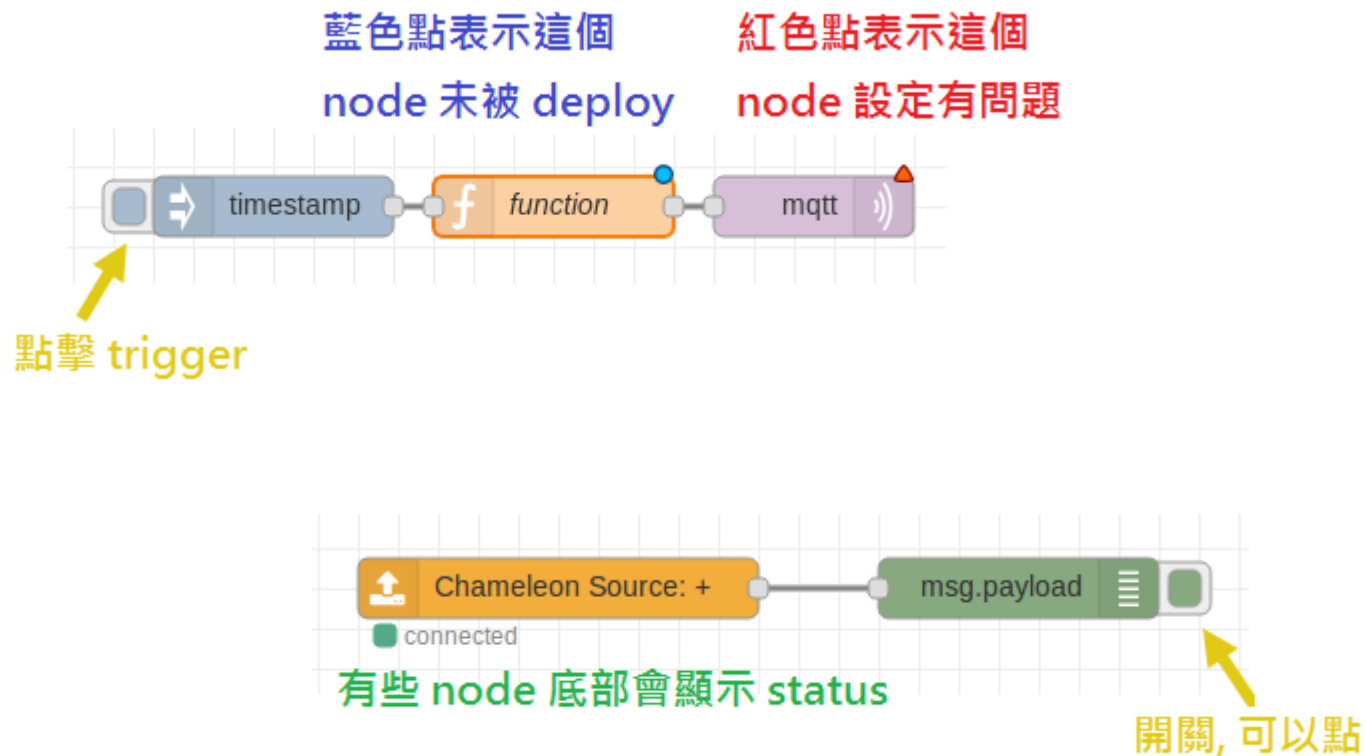 藍色點表示這個
node 未被 deploy
紅色點表示這個
node 設定有問題
timestamp
function
mqtt
點擊 trigger
Chameleon Source: +
msg.payload
connected
有些 node 底部會顯示 status
開關, 可以點